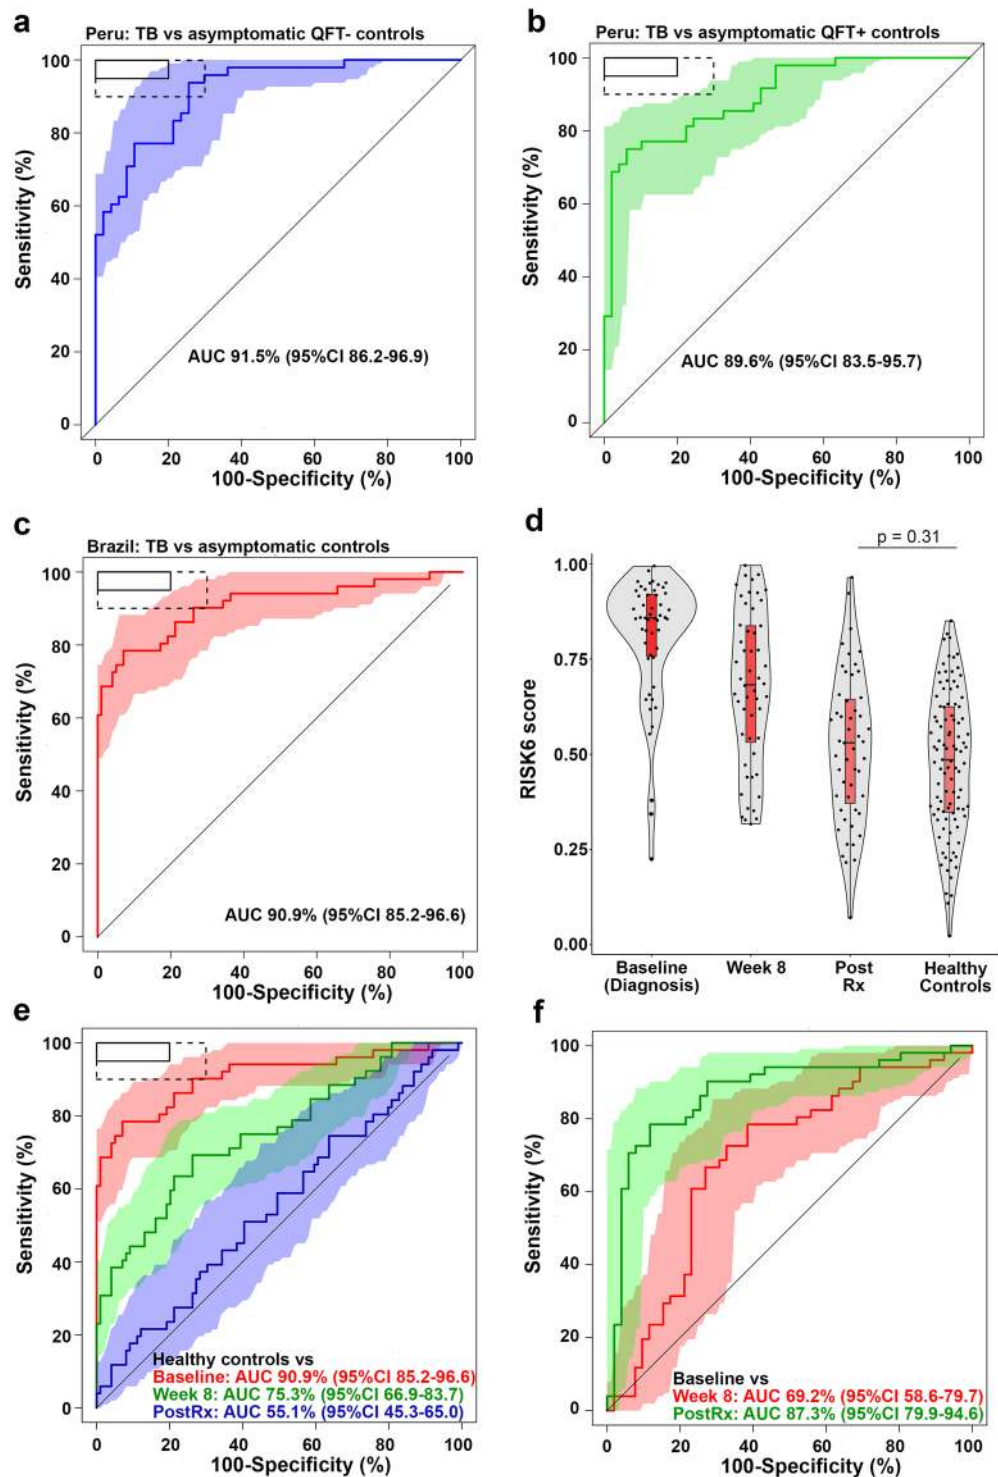 a
Peru: TB vs asymptomatic QFT- controls
100
80
60
40
20
0
Sensitivity (%)
AUC 91.5% (95%CI 86.2-96.9)
0 20 40 60 80 100
100-Specificity (%)
b
Peru: TB vs asymptomatic QFT+ controls
100
80
60
40
20
0
Sensitivity (%)
AUC 89.6% (95%CI 83.5-95.7)
0 20 40 60 80 100
100-Specificity (%)
c
Brazil: TB vs asymptomatic controls
100
80
60
40
20
0
Sensitivity (%)
AUC 90.9% (95%CI 85.2-96.6)
0 20 40 60 80 100
100-Specificity (%)
d
p = 0.31
1.00
0.75
0.50
0.25
0.00
RISK6 score
Baseline Week 8 Post Healthy
(Diagnosis) Rx Controls
e
100
80
60
40
20
0
Sensitivity (%)
Healthy controls vs
Baseline: AUC 90.9% (95%CI 85.2-96.6)
Week 8: AUC 75.3% (95%CI 66.9-83.7)
PostRx: AUC 55.1% (95%CI 45.3-65.0)
0 20 40 60 80 100
100-Specificity (%)
f
100
80
60
40
20
0
Sensitivity (%)
Baseline vs
Week 8: AUC 69.2% (95%CI 58.6-79.7)
PostRx: AUC 87.3% (95%CI 79.9-94.6)
0 20 40 60 80 100
100-Specificity (%)